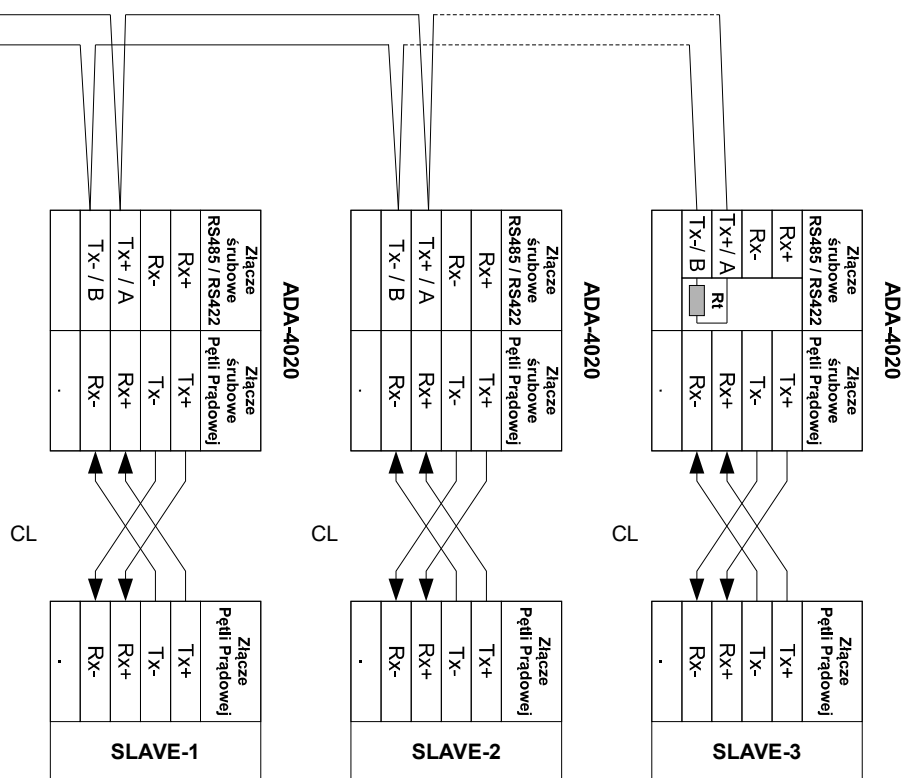 ADA-4020
Złącze
śrubowe
RS485 / RS422
Rx+
Rx-
Tx+ / A
Tx- / B
Złącze
śrubowe
Pętli Prądowej
Tx+
Tx-
Rx+
Rx-
.
CL
Złącze
Pętli Prądowej
Tx+
Tx-
Rx+
Rx-
.
SLAVE-1
ADA-4020
Złącze
śrubowe
RS485 / RS422
Rx+
Rx-
Tx+ / A
Tx- / B
Złącze
śrubowe
Pętli Prądowej
Tx+
Tx-
Rx+
Rx-
.
CL
Złącze
Pętli Prądowej
Tx+
Tx-
Rx+
Rx-
.
SLAVE-2
ADA-4020
Złącze
śrubowe
RS485 / RS422
Rx+
Rx-
Tx+/ A
Tx-/ B
Rt
Złącze
śrubowe
Pętli Prądowej
Tx+
Tx-
Rx+
Rx-
.
CL
Złącze
Pętli Prądowej
Tx+
Tx-
Rx+
Rx-
.
SLAVE-3